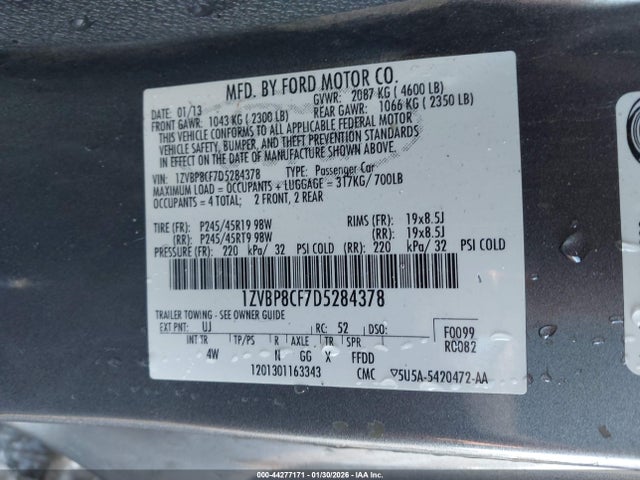 MFD. BY FORD MOTOR CO.
DATE: 01/13 GVWR: 2087 KG ( 4600 LB)
FRONT GAWR: 1043 KG ( 2300 LB) REAR GAWR: 1066 KG ( 2350 LB)
THIS VEHICLE CONFORMS TO ALL APPLICABLE FEDERAL MOTOR
VEHICLE SAFETY, BUMPER, AND THEFT PREVENTION STANDARDS
IN EFFECT ON THE DATE OF MANUFACTURE SHOWN ABOVE.
VIN: 1ZVBP8CF7D5284378 TYPE: Passenger Car
MAXIMUM LOAD = OCCUPANTS + LUGGAGE = 317KG/700LB
OCCUPANTS = 4 TOTAL; 2 FRONT, 2 REAR
TIRE (FR): P245/45R19 98W RIMS (FR): 19x8.5J
(RR): P245/45R19 98W (RR): 19x8.5J
PRESSURE (FR): 220 kPa/ 32 PSI COLD (RR): 220 kPa/ 32 PSI COLD
1ZVBP8CF7D5284378
TRAILER TOWING - SEE OWNER GUIDE
EXT PNT: UJ RC: 52 DSO: F0099
INT TR TP/PS R AXLE TR SPR RC082
4W N GG X FFDD
1201301163343 CMC ▽5U5A-5420472-AA
000-44277171 | 01/30/2026 - IAAI.CA